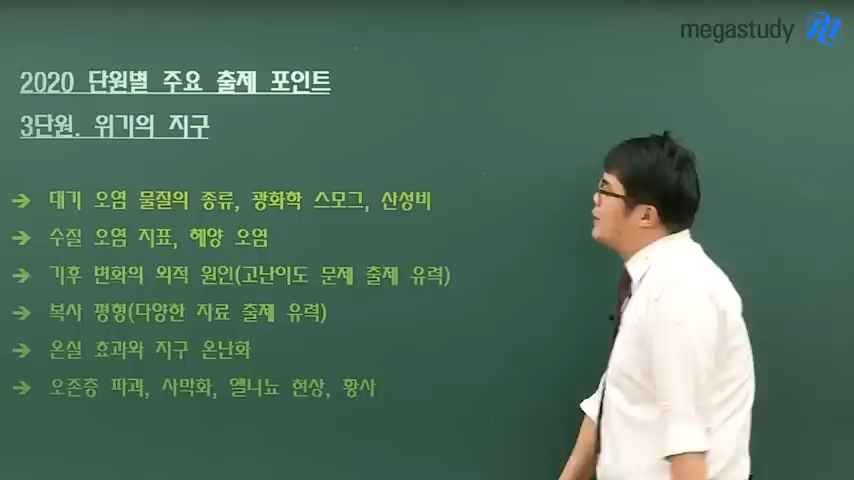 megastudy
2020 단원별 주요 출제 포인트
3단원. 위기의 지구
→ 대기 오염 물질의 종류, 광화학 스모그, 산성비
→ 수질 오염 지표, 해양 오염
→ 기후 변화의 외적 원인(고난이도 문제 출제 유력)
→ 복사 평형(다양한 자료 출제 유력)
→ 온실 효과와 지구 온난화
→ 오존층 파괴, 사막화, 엘니뇨 현상, 황사